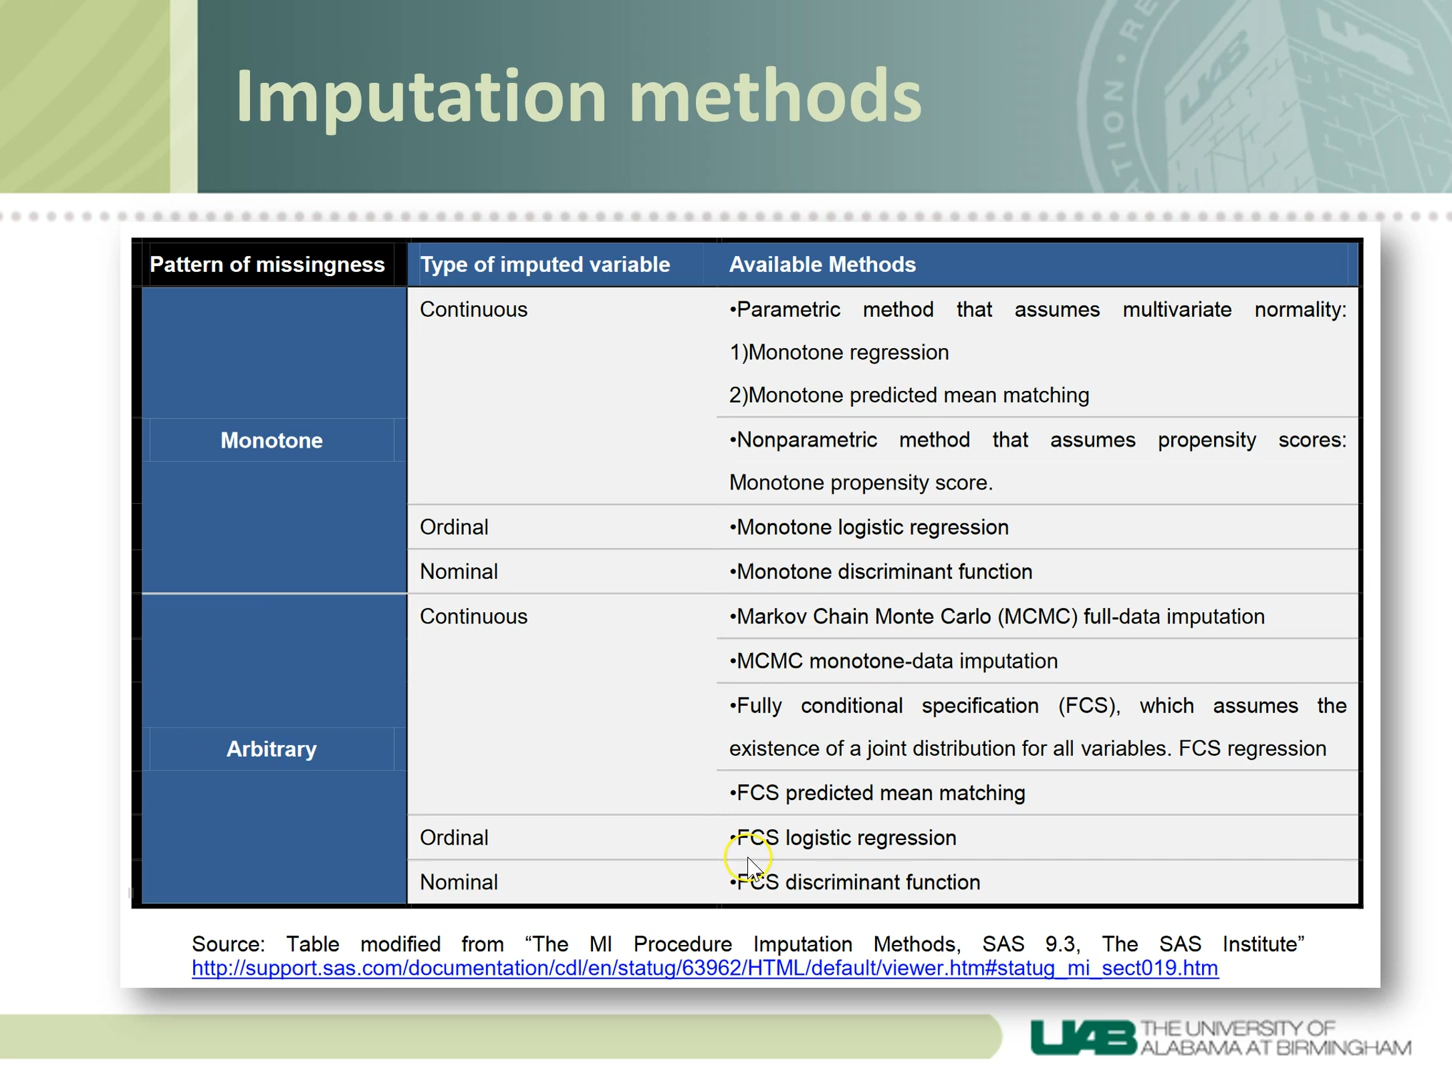 Imputation methods
Pattern of missingness
Type of imputed variable
Available Methods
Monotone
Continuous
•Parametric method that assumes multivariate normality:
1)Monotone regression
2)Monotone predicted mean matching
•Nonparametric method that assumes propensity scores:
Monotone propensity score.
Ordinal
•Monotone logistic regression
Nominal
•Monotone discriminant function
Arbitrary
Continuous
•Markov Chain Monte Carlo (MCMC) full-data imputation
•MCMC monotone-data imputation
•Fully conditional specification (FCS), which assumes the
existence of a joint distribution for all variables. FCS regression
•FCS predicted mean matching
Ordinal
•FCS logistic regression
Nominal
•FCS discriminant function
Source: Table modified from “The MI Procedure Imputation Methods, SAS 9.3, The SAS Institute”
http://support.sas.com/documentation/cdl/en/statug/63962/HTML/default/viewer.htm#statug_mi_sect019.htm
UAB THE UNIVERSITY OF
ALABAMA AT BIRMINGHAM